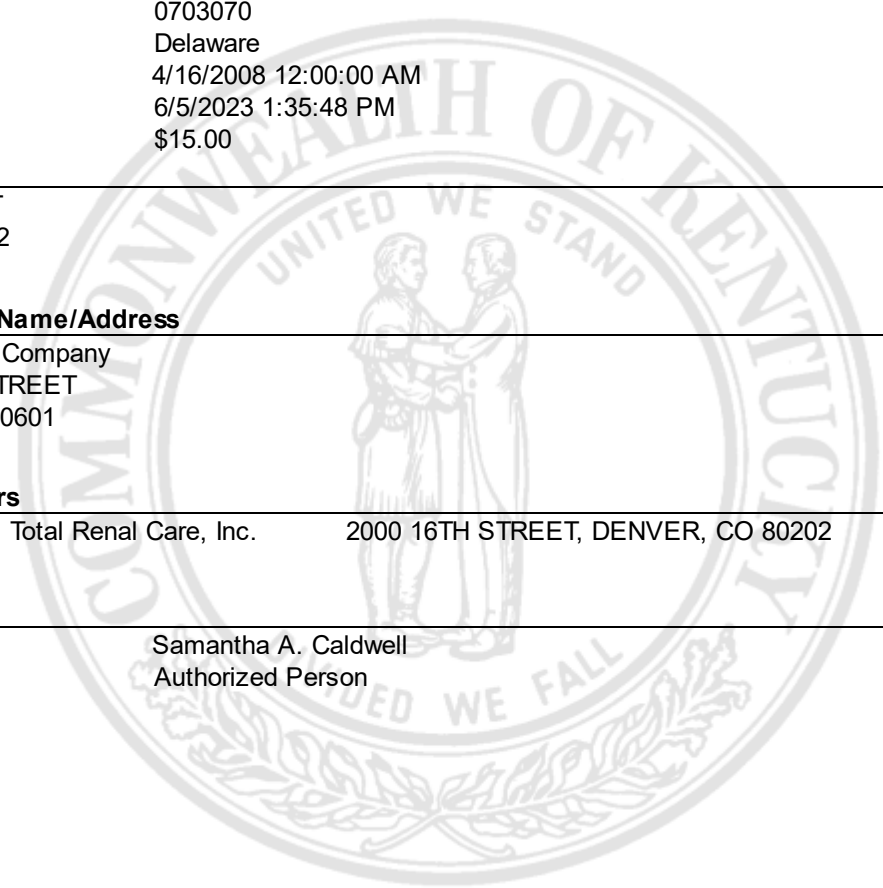 0703070
Delaware
4/16/2008 12:00:00 AM
6/5/2023 1:35:48 PM
$15.00
2
Name/Address
Company
TREET
0601
rs
Total Renal Care, Inc. 2000 16TH STREET, DENVER, CO 80202
Samantha A. Caldwell
Authorized Person
COMMONWEALTH OF KENTUCKY
UNITED WE STAND
DIVIDED WE FALL